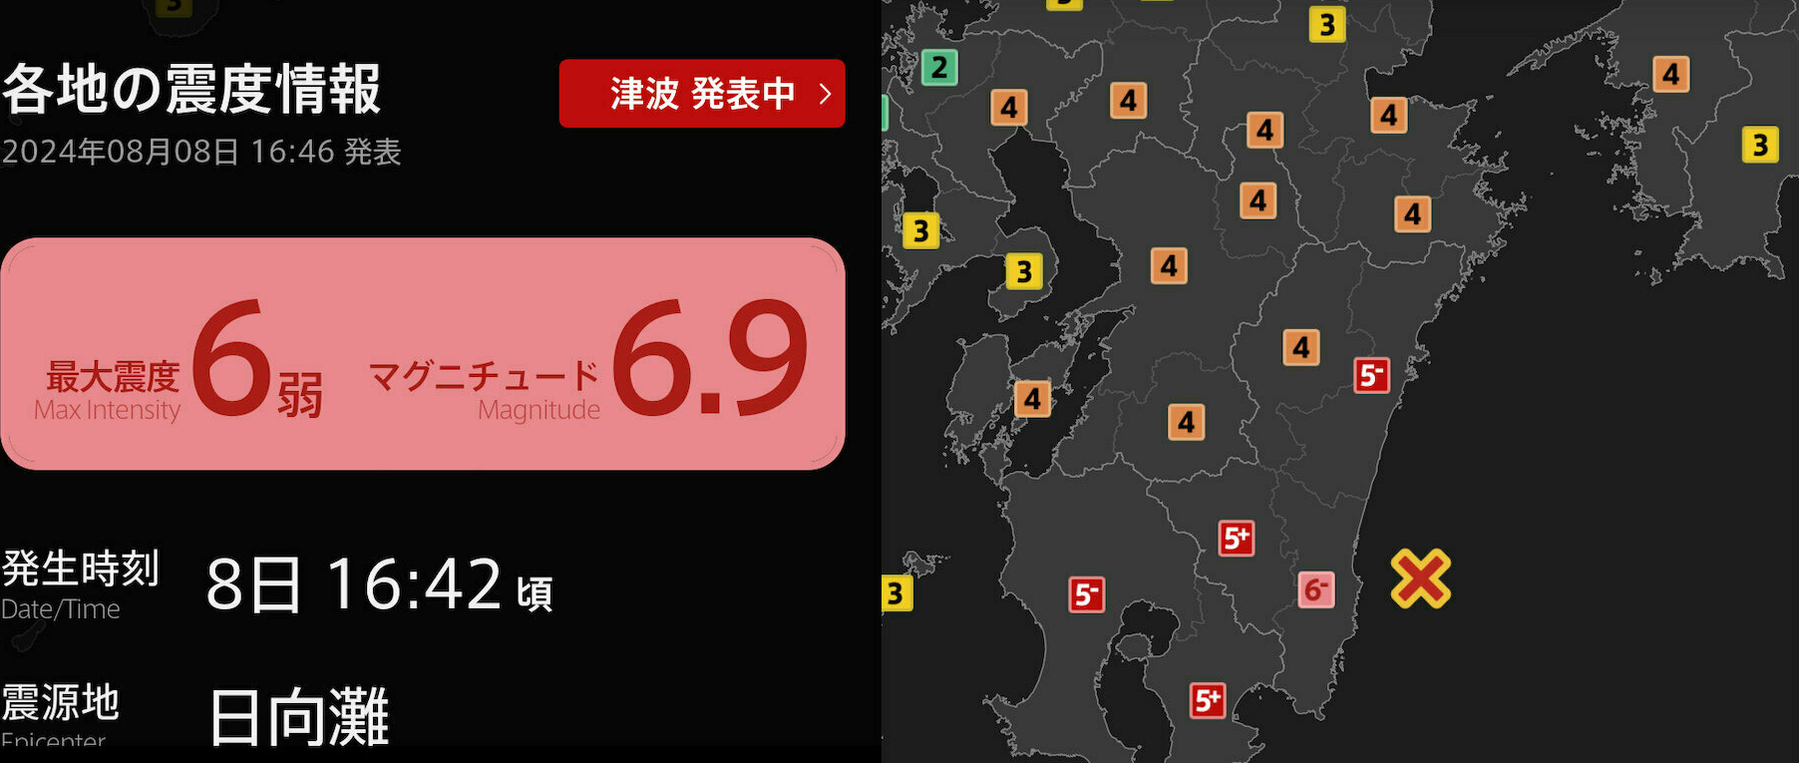 3
各地の震度情報
津波 発表中
2024年08月08日 16:46 発表
最大震度
Max Intensity
6弱
マグニチュード
Magnitude
6.9
発生時刻
Date/Time
8日 16:42 頃
震源地
Epicenter
日向灘
3
3
2
4
4
4
4
4
3
4
4
3
3
4
4
5-
4
4
5+
3
5-
6-
5+